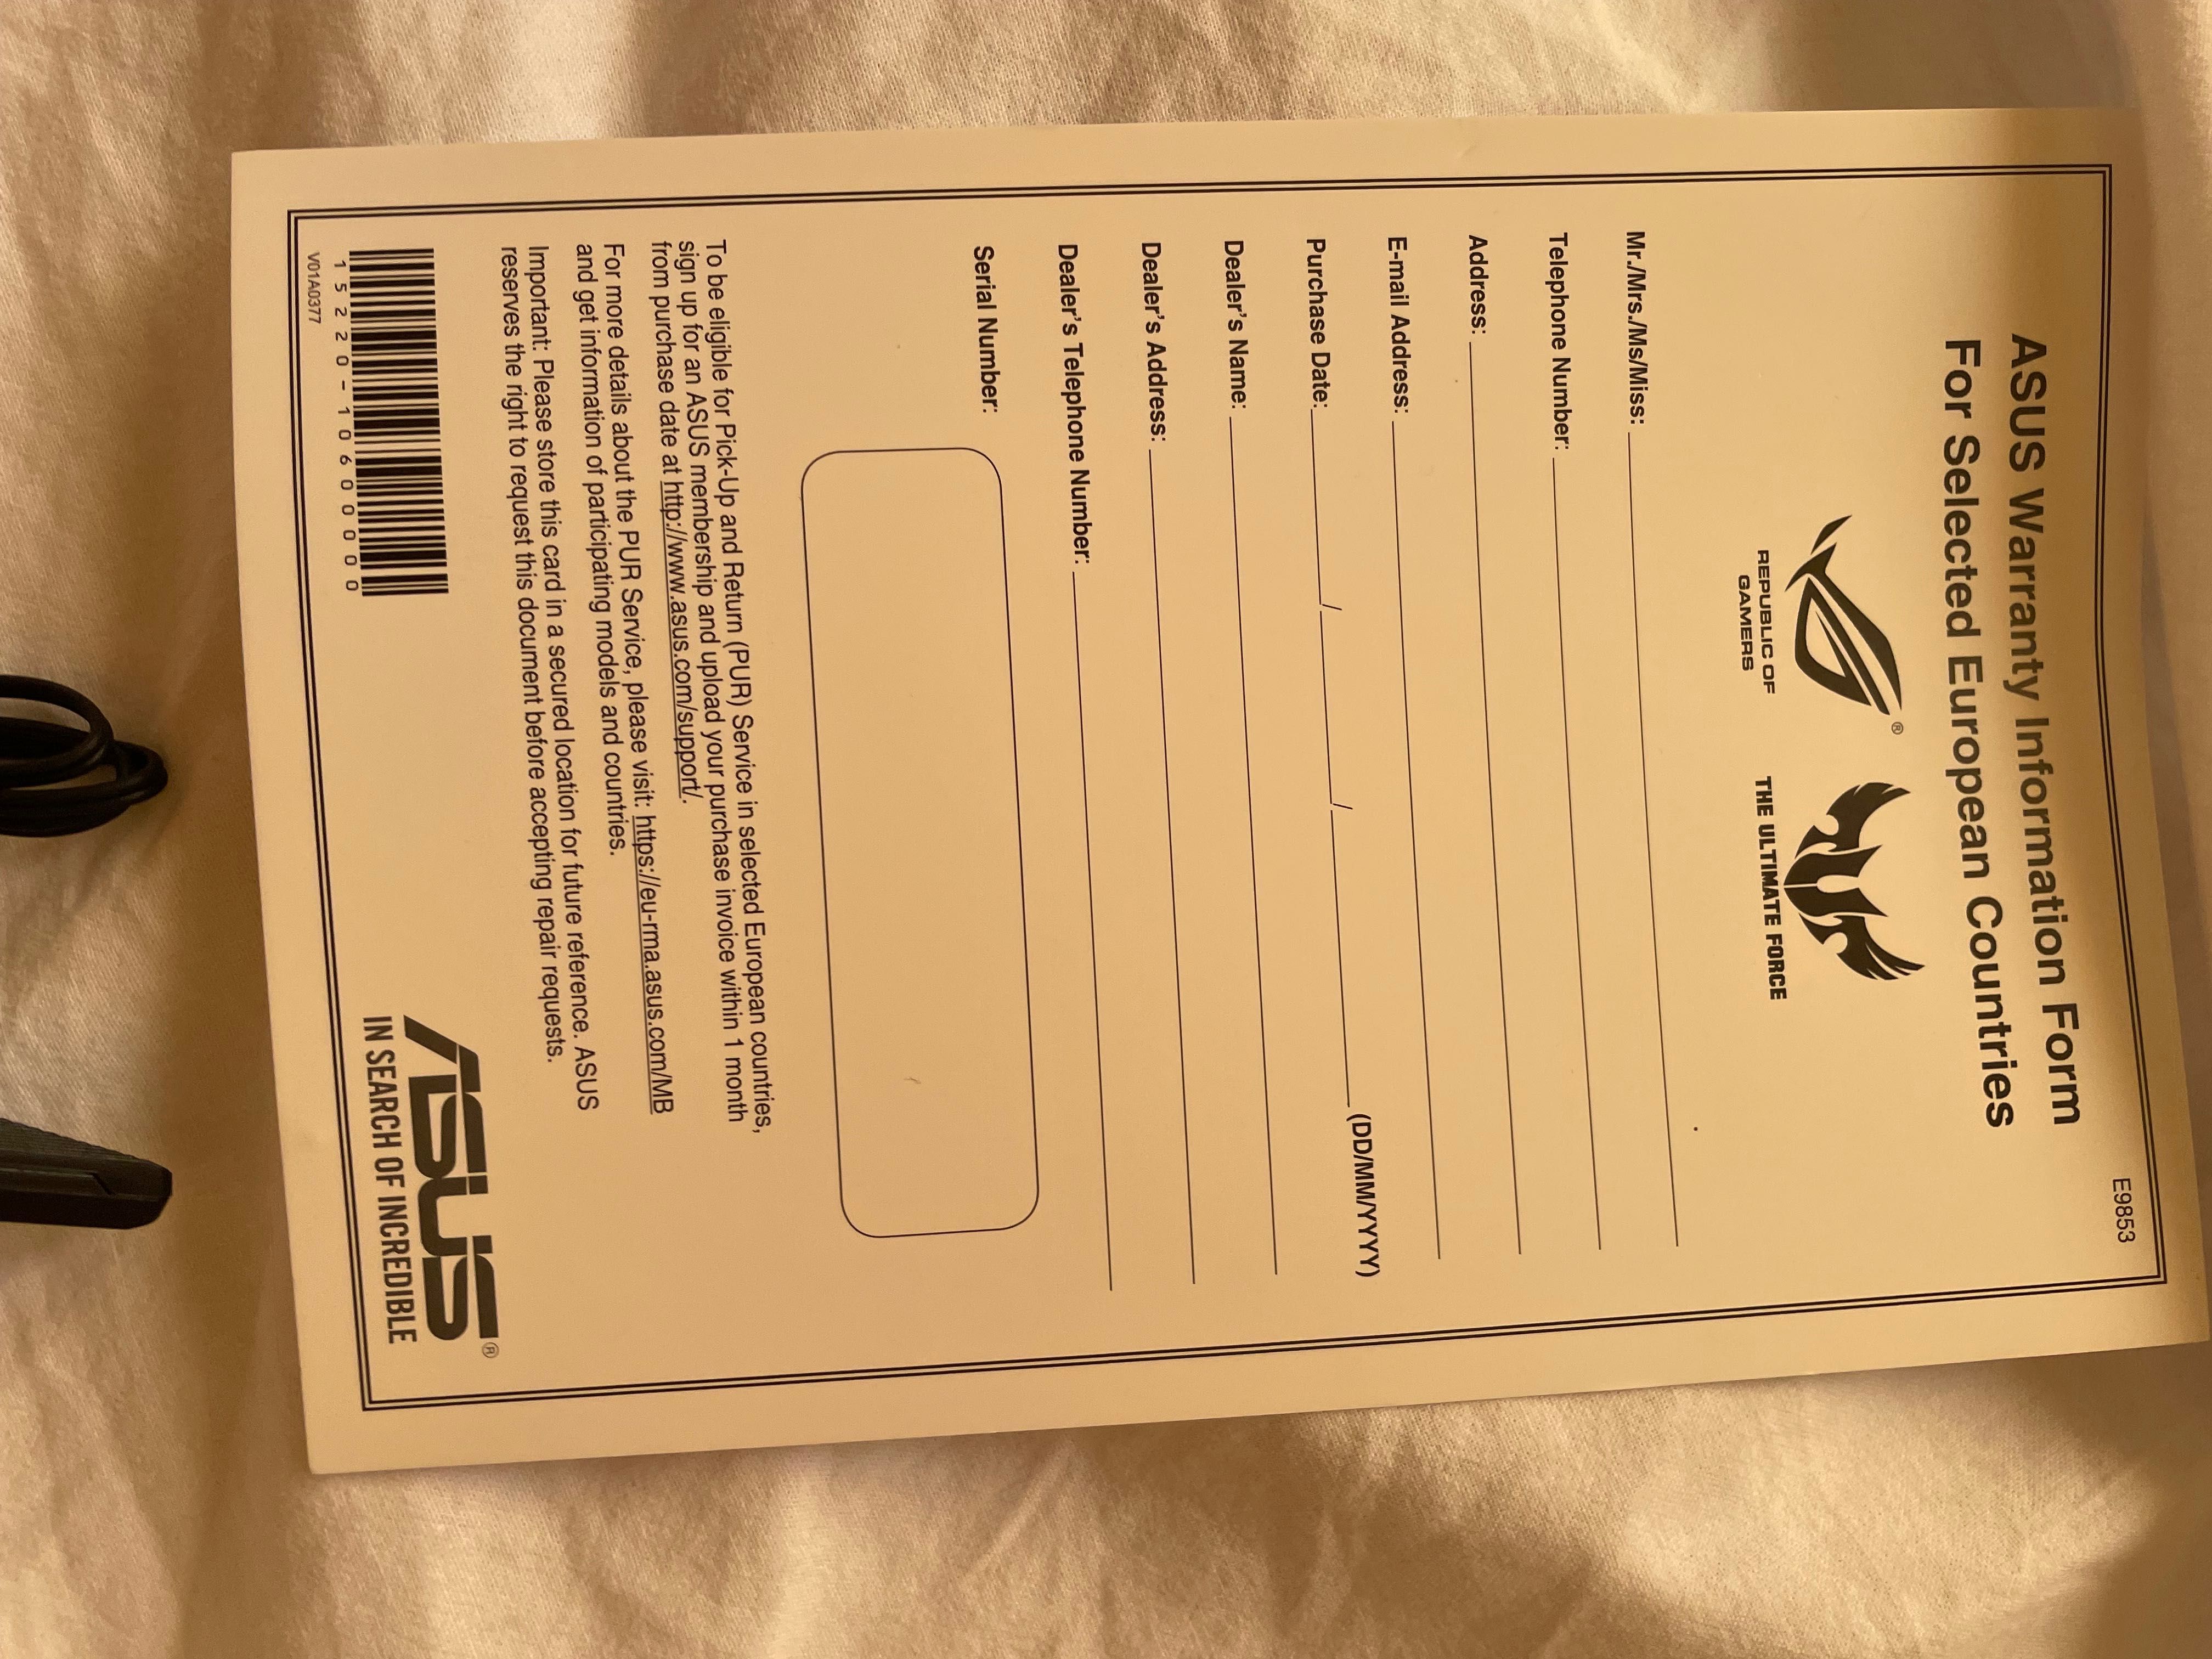 E9853
ASUS Warranty Information Form
For Selected European Countries
REPUBLIC OF
GAMERS
®
THE ULTIMATE FORCE
Mr./Mrs./Ms/Miss:
Telephone Number:
Address:
E-mail Address:
Purchase Date: / / (DD/MM/YYYY)
Dealer's Name:
Dealer's Address:
Dealer's Telephone Number:
Serial Number:
To be eligible for Pick-Up and Return (PUR) Service in selected European countries,
sign up for an ASUS membership and upload your purchase invoice within 1 month
from purchase date at http://www.asus.com/support/.
For more details about the PUR Service, please visit: https://eu-rma.asus.com/MB
and get information of participating models and countries.
Important: Please store this card in a secured location for future reference. ASUS
reserves the right to request this document before accepting repair requests.
15220-10600000
V01A0377
ASUS®
IN SEARCH OF INCREDIBLE